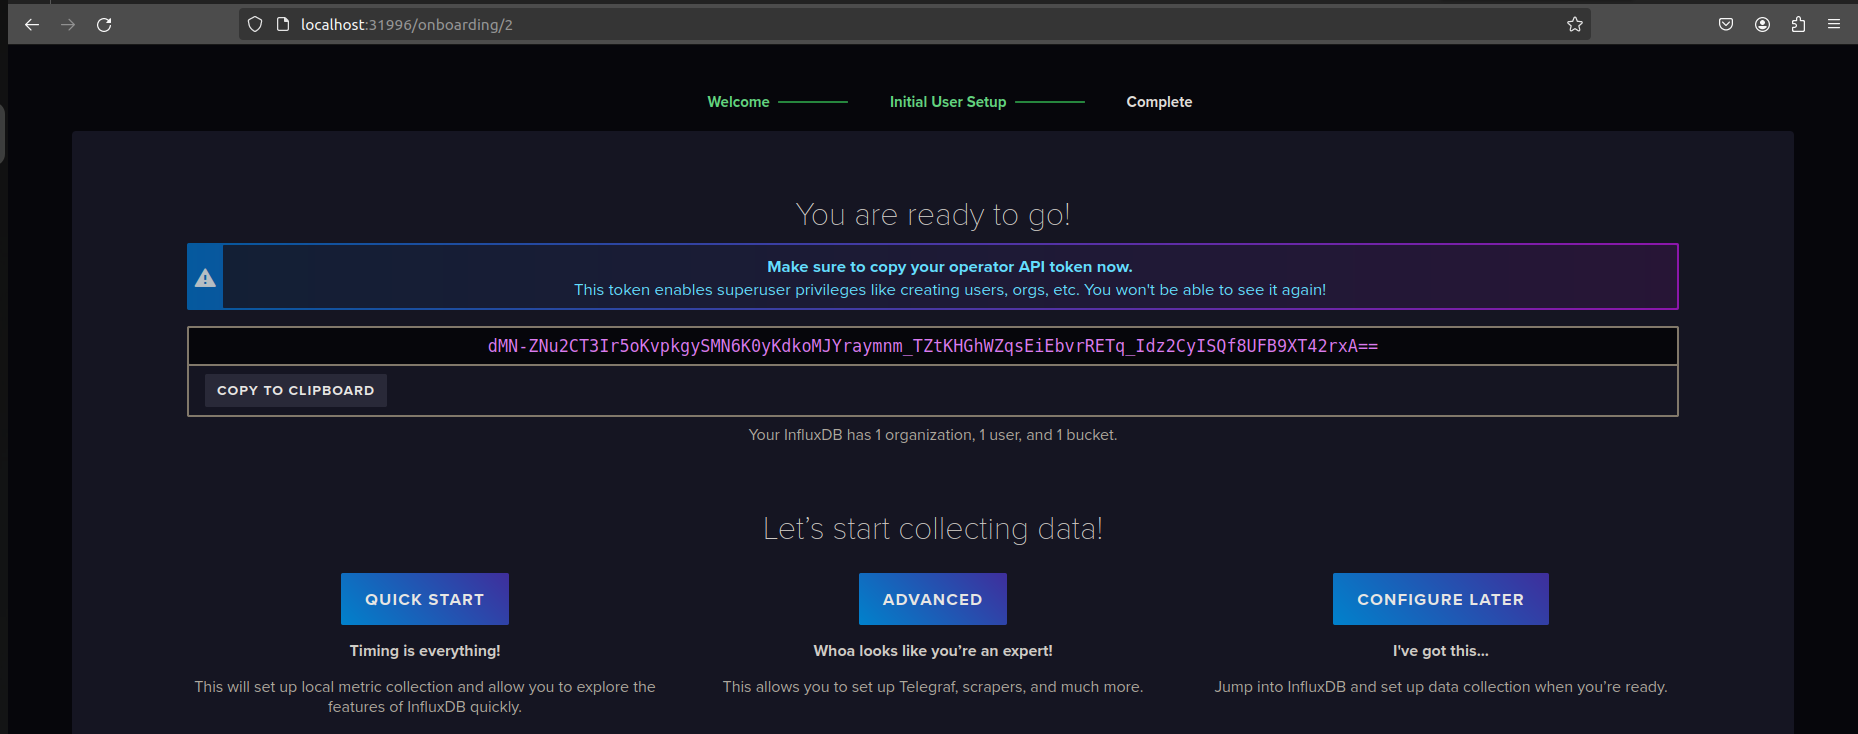 localhost:31996/onboarding/2
Welcome
Initial User Setup
Complete
You are ready to go!
Make sure to copy your operator API token now.
This token enables superuser privileges like creating users, orgs, etc. You won't be able to see it again!
dMN-ZNu2CT3Ir5oKvpkgySMN6K0yKdkoMJYraymnm_TZtKHGhWZqsEiEbvrRETq_Idz2CyISQf8UFB9XT42rxA==
COPY TO CLIPBOARD
Your InfluxDB has 1 organization, 1 user, and 1 bucket.
Let’s start collecting data!
QUICK START
Timing is everything!
This will set up local metric collection and allow you to explore the
features of InfluxDB quickly.
ADVANCED
Whoa looks like you’re an expert!
This allows you to set up Telegraf, scrapers, and much more.
CONFIGURE LATER
I've got this...
Jump into InfluxDB and set up data collection when you’re ready.